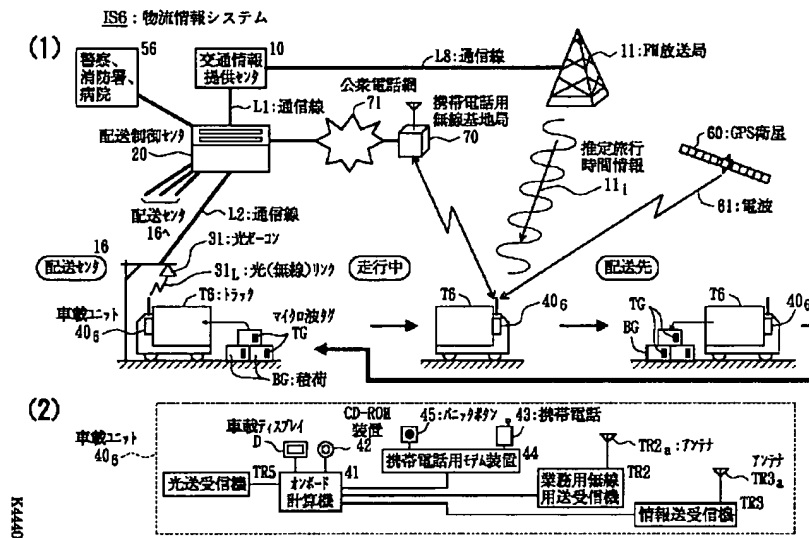 IS6：物流情報システム
(1)
警察、
消防署、
病院
56
交通情報
提供センタ
10
L8：通信線
11：FM放送局
L1：通信線
公衆電話網
71
携帯電話用
無線基地局
70
配送制御センタ
20
推定旅行
時間情報
11i
60：GPS衛星
61：電波
配送センタ
16へ
L2：通信線
16
配送センタ
31：光ビーコン
31L：光(無線)リンク
走行中
配送先
車載ユニット
406
T6：トラック
マイクロ波タグ
TG
BG：積荷
T6
406
T6
406
TG
BG
(2)
車載ユニット
406
車載ディスプレイ
D
CD-ROM
装置
42
45：パニックボタン
43：携帯電話
携帯電話用モデム装置
44
TR2a：アンテナ
アンテナ
TR3a
光送受信機
TR5
オンボード
計算機
41
業務用無線
用送受信機
TR2
情報送受信機
TR3
K4440